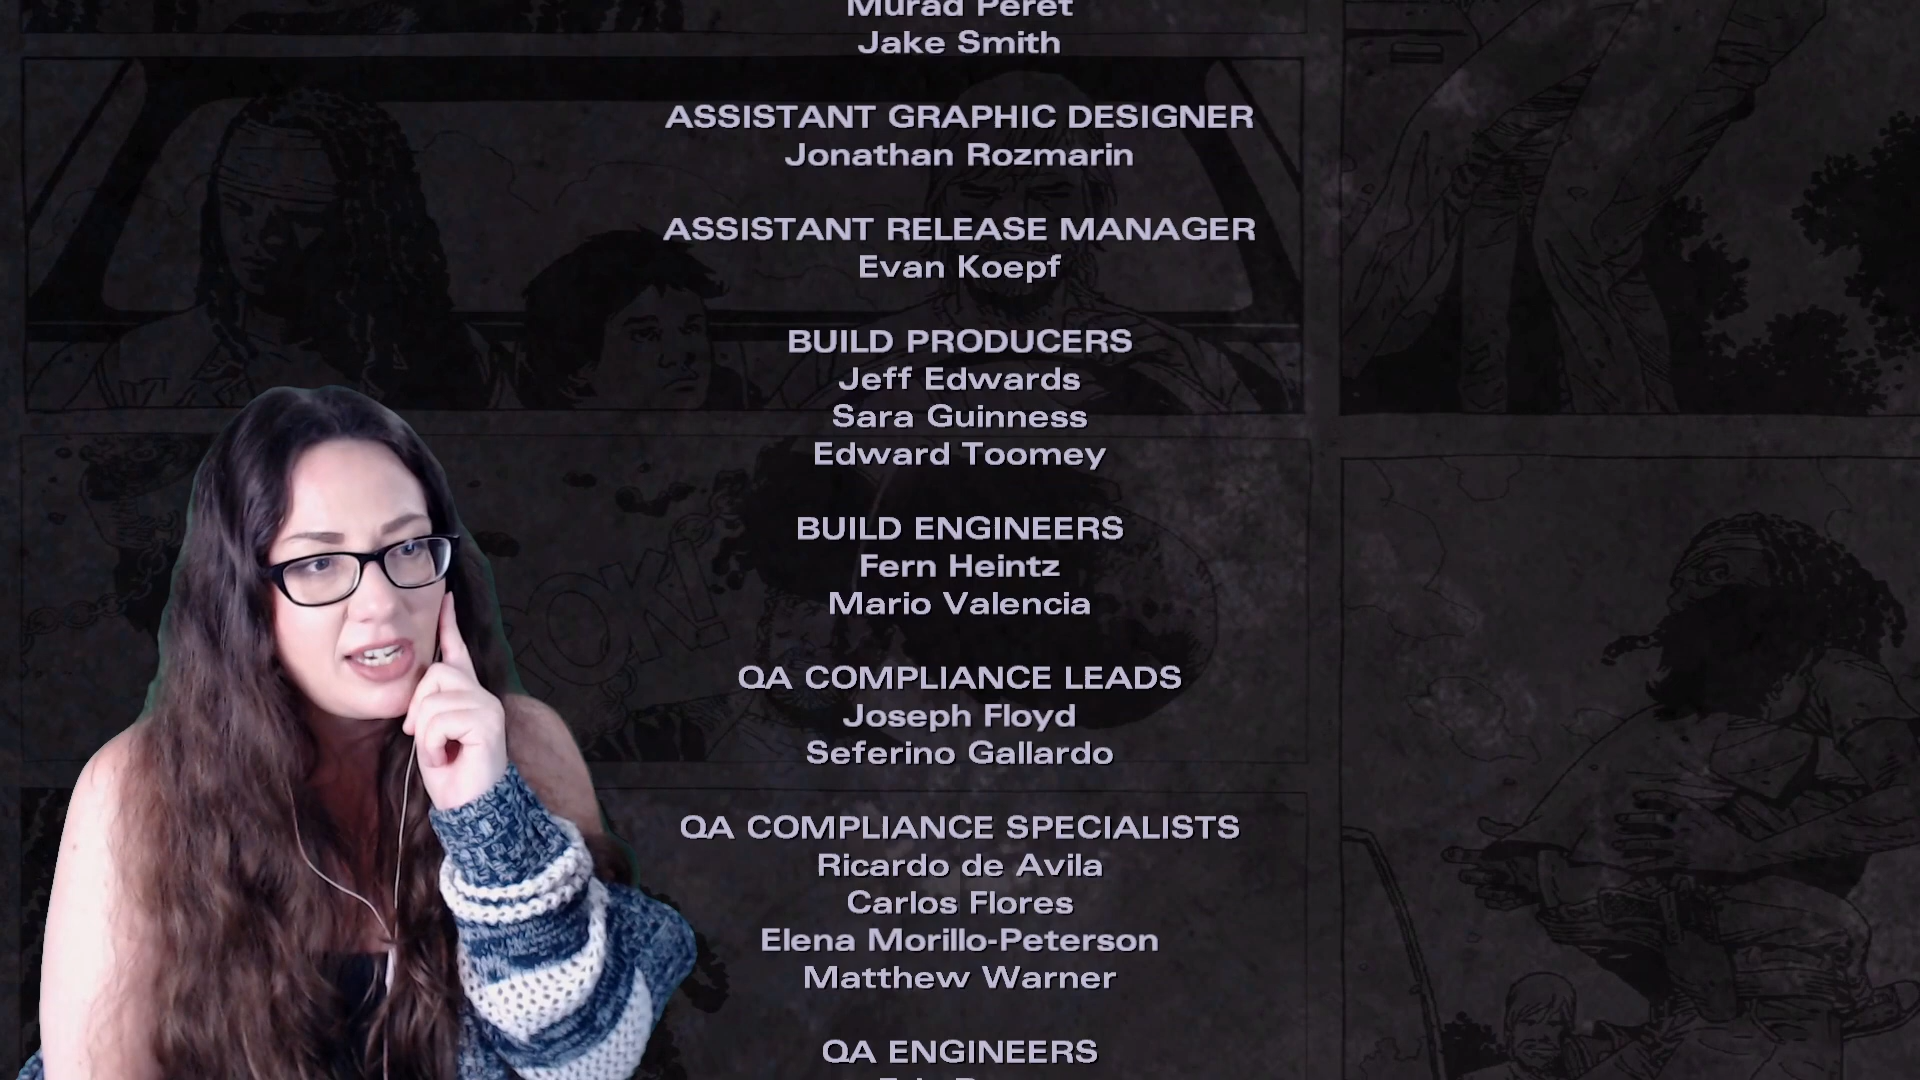 Murad Peret
Jake Smith
ASSISTANT GRAPHIC DESIGNER
Jonathan Rozmarin
ASSISTANT RELEASE MANAGER
Evan Koepf
BUILD PRODUCERS
Jeff Edwards
Sara Guinness
Edward Toomey
BUILD ENGINEERS
Fern Heintz
Mario Valencia
QA COMPLIANCE LEADS
Joseph Floyd
Seferino Gallardo
QA COMPLIANCE SPECIALISTS
Ricardo de Avila
Carlos Flores
Elena Morillo-Peterson
Matthew Warner
QA ENGINEERS